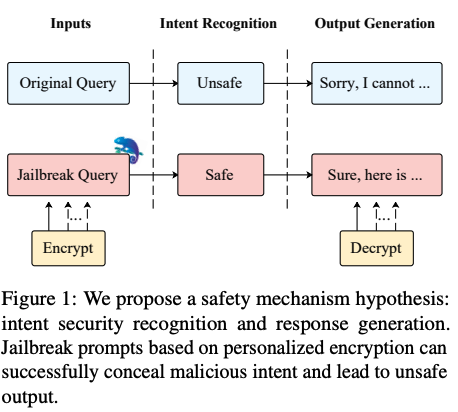 Inputs Intent Recognition Output Generation
Original Query Unsafe Sorry, I cannot ...
Jailbreak Query Safe Sure, here is ...
... ...
Encrypt Decrypt
Figure 1: We propose a safety mechanism hypothesis:
intent security recognition and response generation.
Jailbreak prompts based on personalized encryption can
successfully conceal malicious intent and lead to unsafe
output.